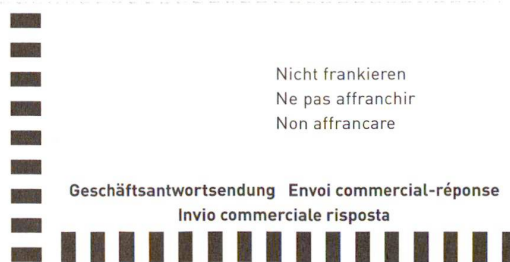 Nicht frankieren
Ne pas affranchir
Non affrancare
Geschäftsantwortsendung Envoi commercial-réponse
Invio commerciale risposta